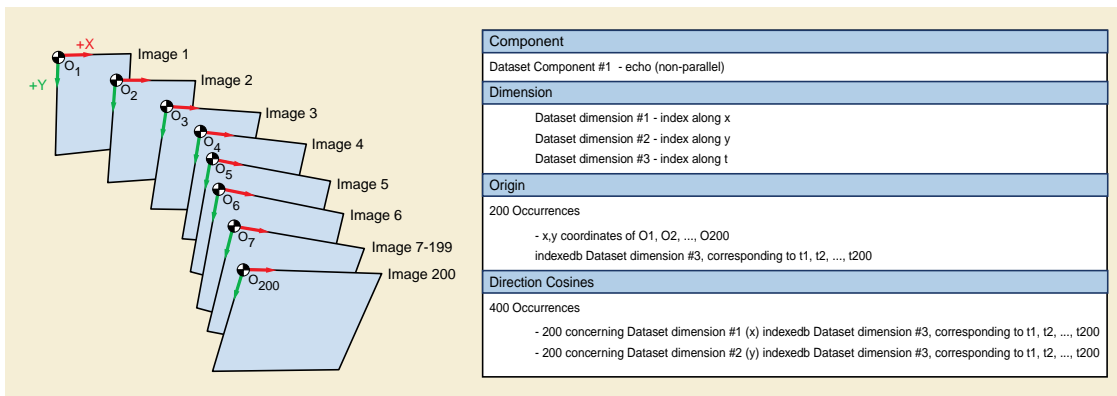 +X
Image 1
O1
+Y
Image 2
O2
Image 3
O3
Image 4
O4
Image 5
O5
Image 6
O6
Image 7-199
O7
Image 200
O200
Component
Dataset Component #1 - echo (non-parallel)
Dimension
Dataset dimension #1 - index along x
Dataset dimension #2 - index along y
Dataset dimension #3 - index along t
Origin
200 Occurrences
- x,y coordinates of O1, O2, ..., O200
indexedb Dataset dimension #3, corresponding to t1, t2, ..., t200
Direction Cosines
400 Occurrences
- 200 concerning Dataset dimension #1 (x) indexedb Dataset dimension #3, corresponding to t1, t2, ..., t200
- 200 concerning Dataset dimension #2 (y) indexedb Dataset dimension #3, corresponding to t1, t2, ..., t200